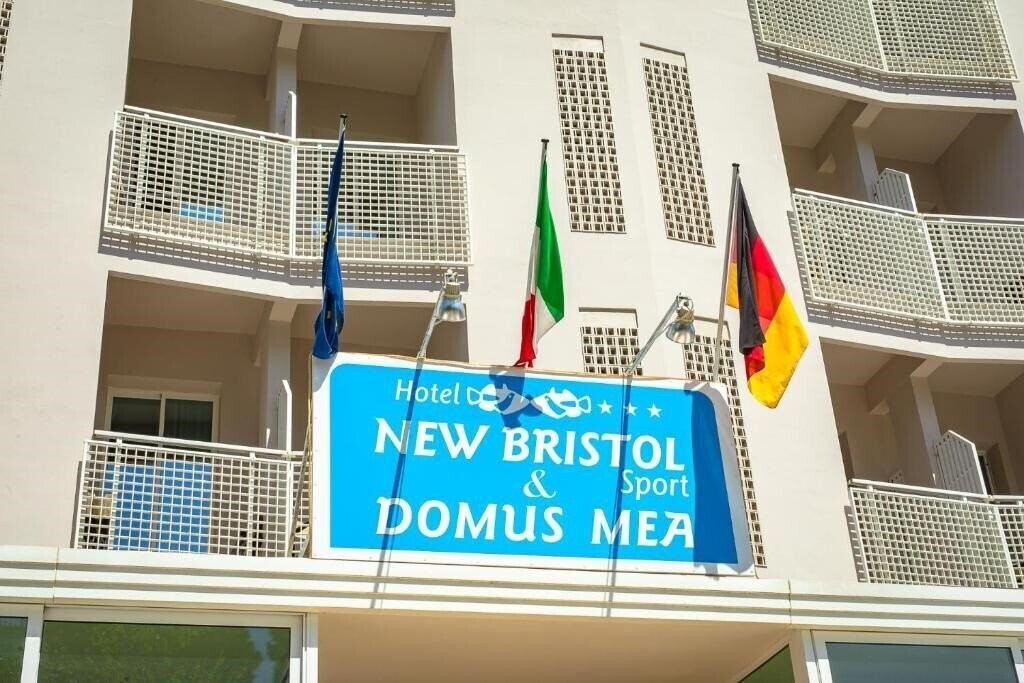 Hotel ★★★
NEW BRISTOL
& Sport
DOMUS MEA